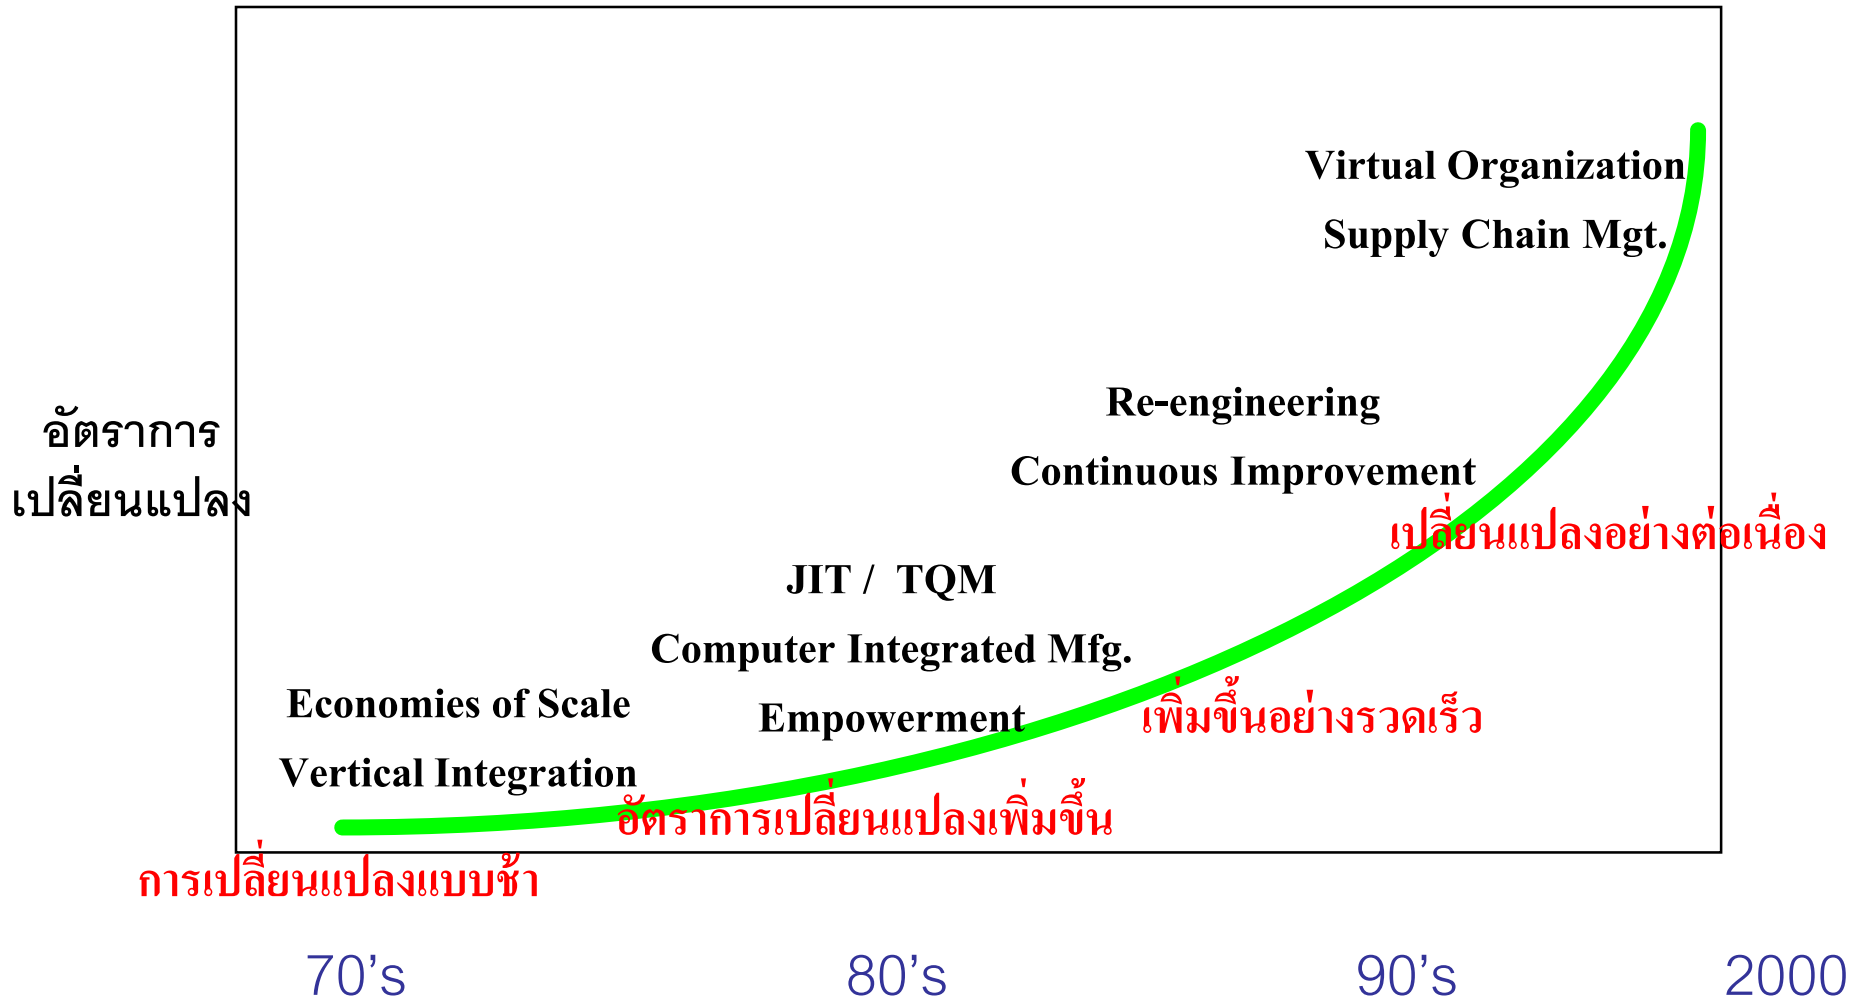 Virtual Organization
Supply Chain Mgt.
Re-engineering
Continuous Improvement
อัตราการ
เปลี่ยนแปลง
เปลี่ยนแปลงอย่างต่อเนื่อง
JIT / TQM
Computer Integrated Mfg.
Empowerment
เพิ่มขึ้นอย่างรวดเร็ว
Economies of Scale
Vertical Integration
อัตราการเปลี่ยนแปลงเพิ่มขึ้น
การเปลี่ยนแปลงแบบช้า
70’s 80’s 90’s 2000